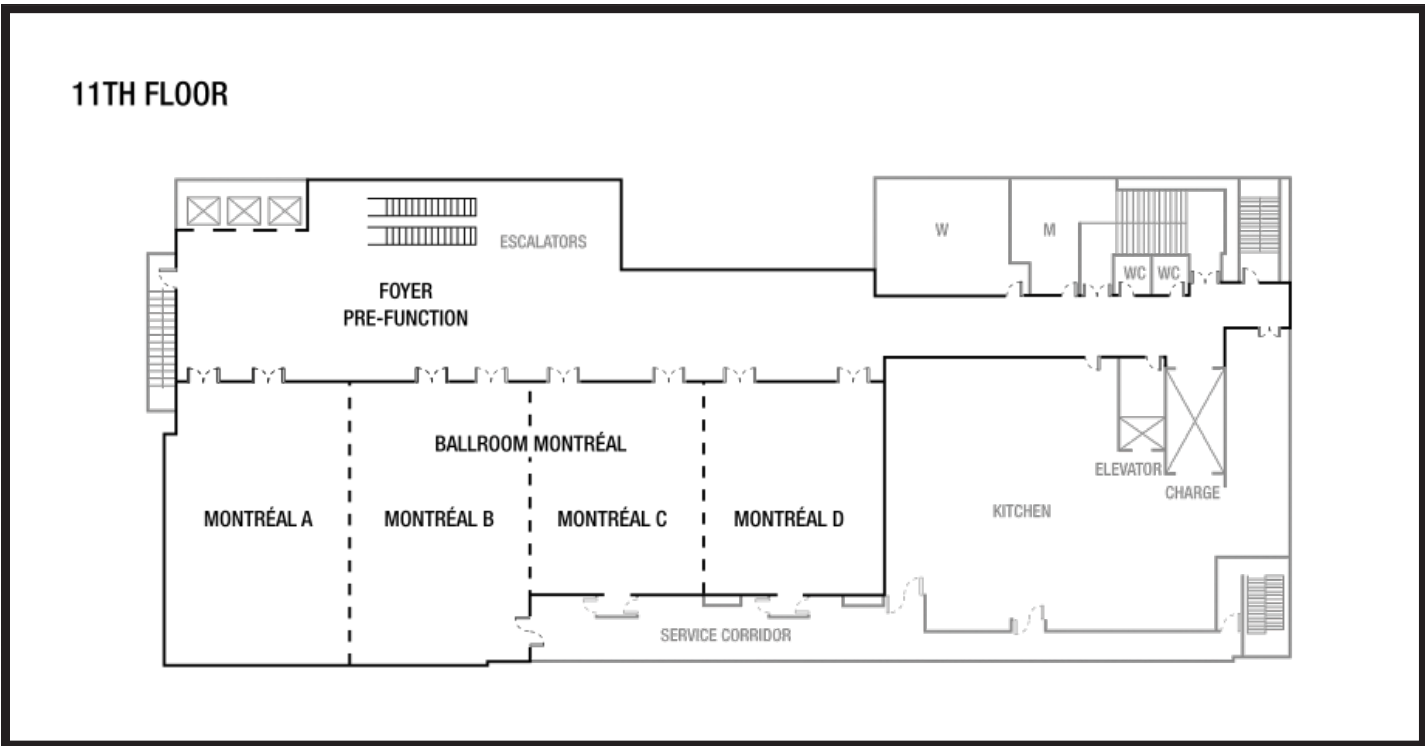 11TH FLOOR
ESCALATORS
W
M
WC
WC
FOYER
PRE-FUNCTION
BALLROOM MONTRÉAL
MONTRÉAL A
MONTRÉAL B
MONTRÉAL C
MONTRÉAL D
ELEVATOR
CHARGE
KITCHEN
SERVICE CORRIDOR